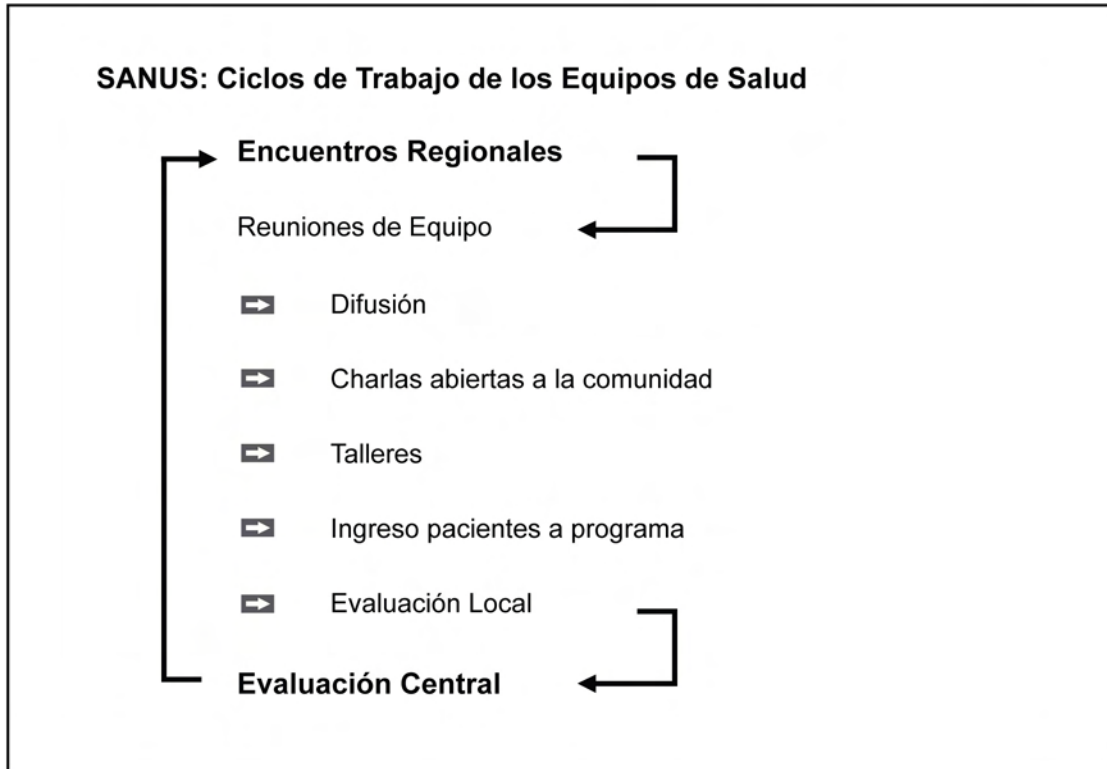 SANUS: Ciclos de Trabajo de los Equipos de Salud
Encuentros Regionales
Reuniones de Equipo
Difusión
Charlas abiertas a la comunidad
Talleres
Ingreso pacientes a programa
Evaluación Local
Evaluación Central